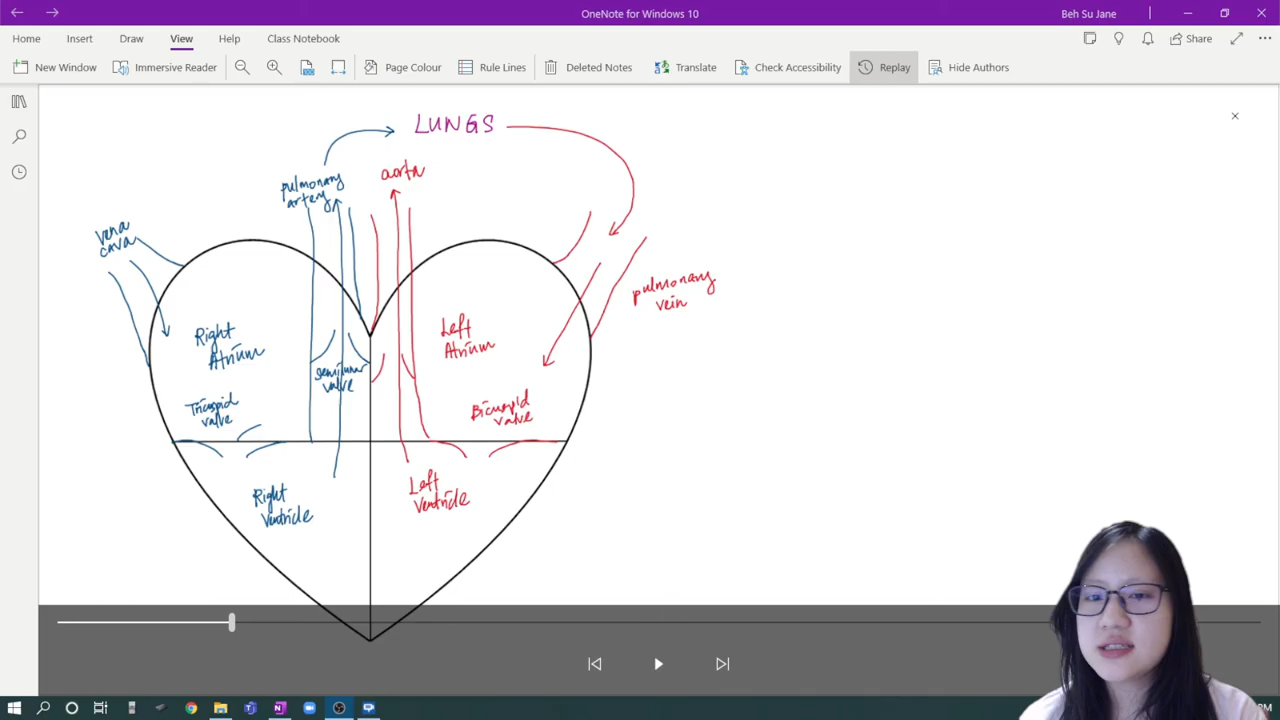 OneNote for Windows 10
Beh Su Jane
Home Insert Draw View Help Class Notebook
Share
New Window Immersive Reader Page Colour Rule Lines Deleted Notes Translate Check Accessibility Replay Hide Authors
LUNGS
aorta
pulmonary
artery
vena
cava
pulmonary
vein
Right
Atrium
Left
Atrium
semilunar
valve
Tricuspid
valve
Bicuspid
valve
Right
Ventricle
Left
Ventricle